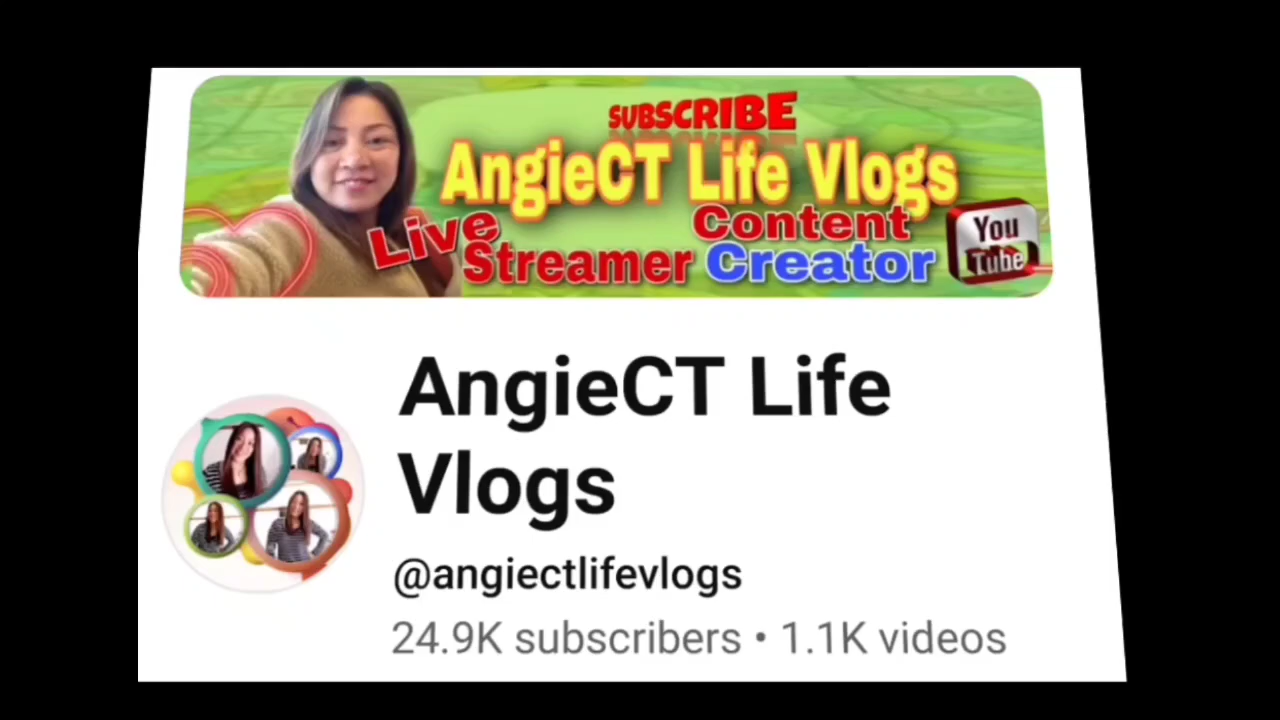 SUBSCRIBE
AngieCT Life Vlogs
Live Streamer
Content Creator
You Tube
AngieCT Life
Vlogs
@angiectlifevlogs
24.9K subscribers • 1.1K videos